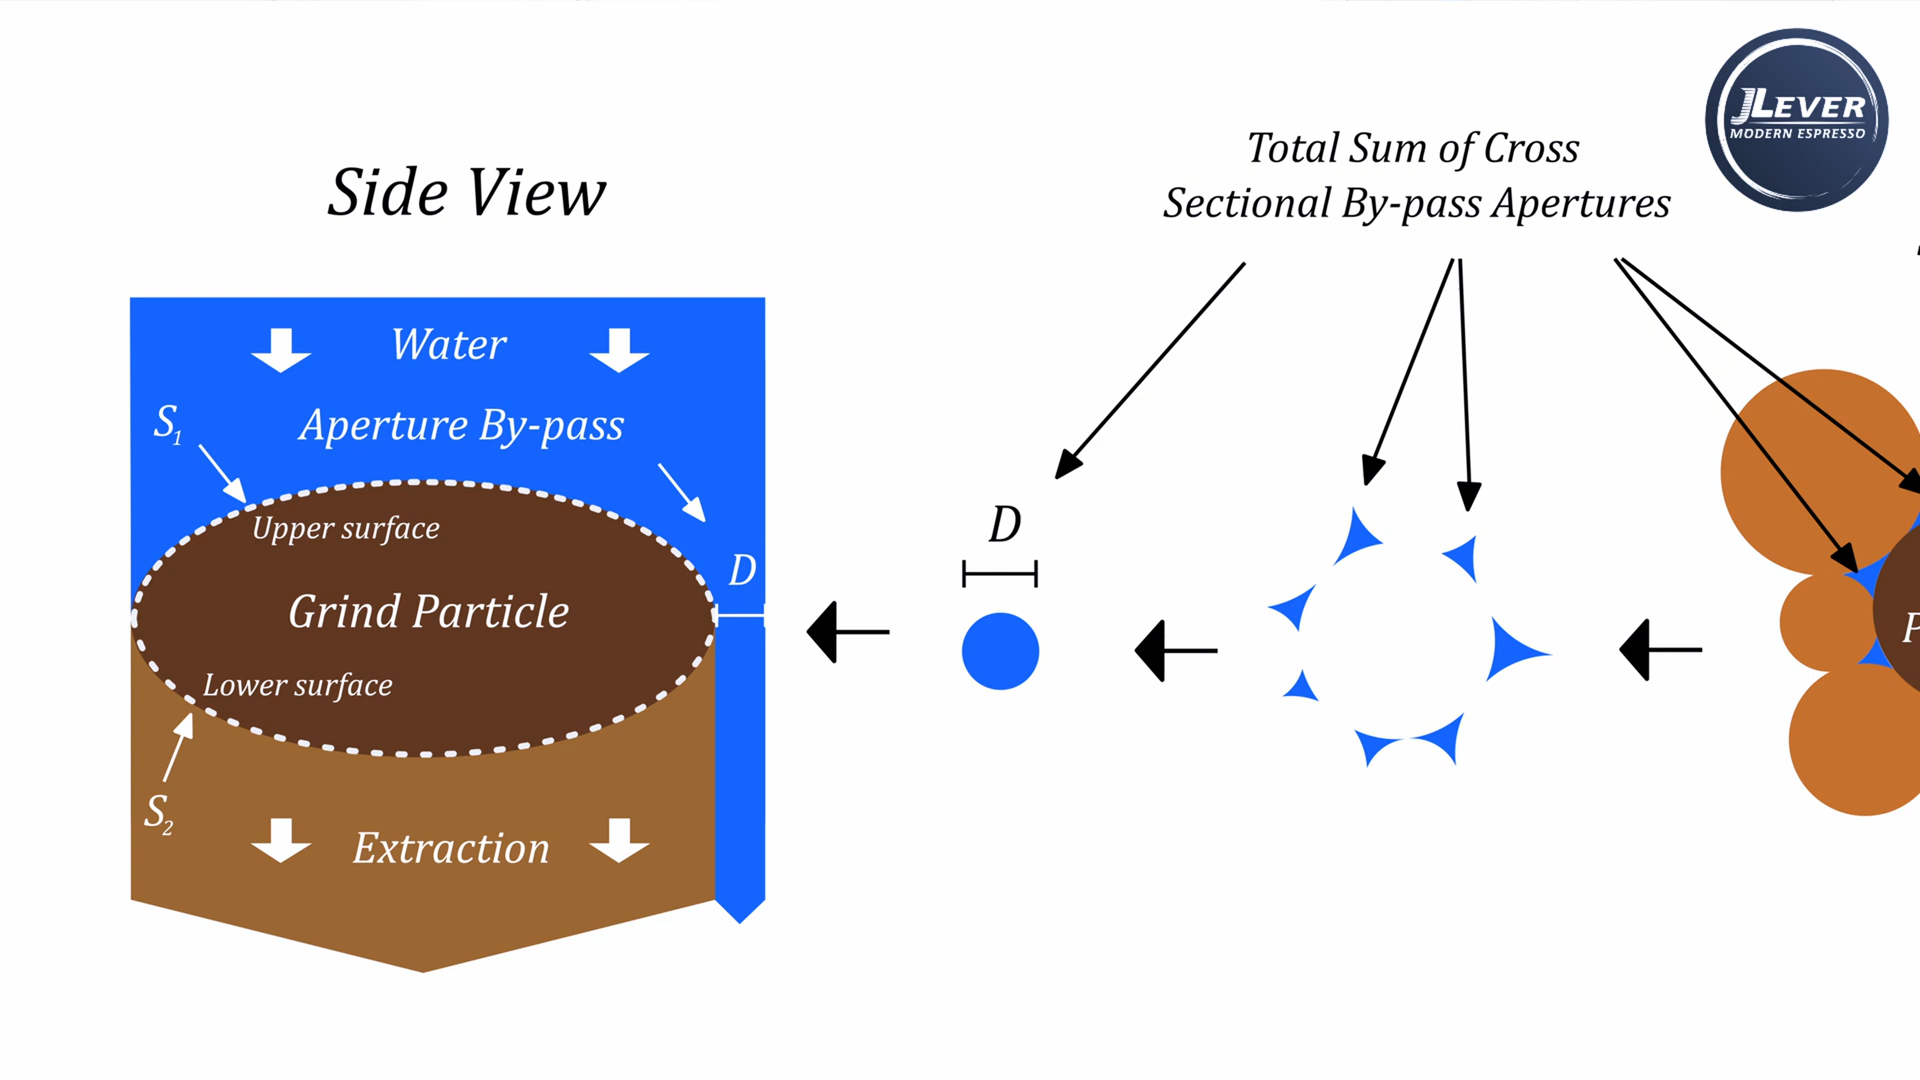 JLEVER
MODERN ESPRESSO
Total Sum of Cross
Sectional By-pass Apertures
Side View
Water
S1
Aperture By-pass
Upper surface
D
D
Grind Particle
P
Lower surface
S2
Extraction